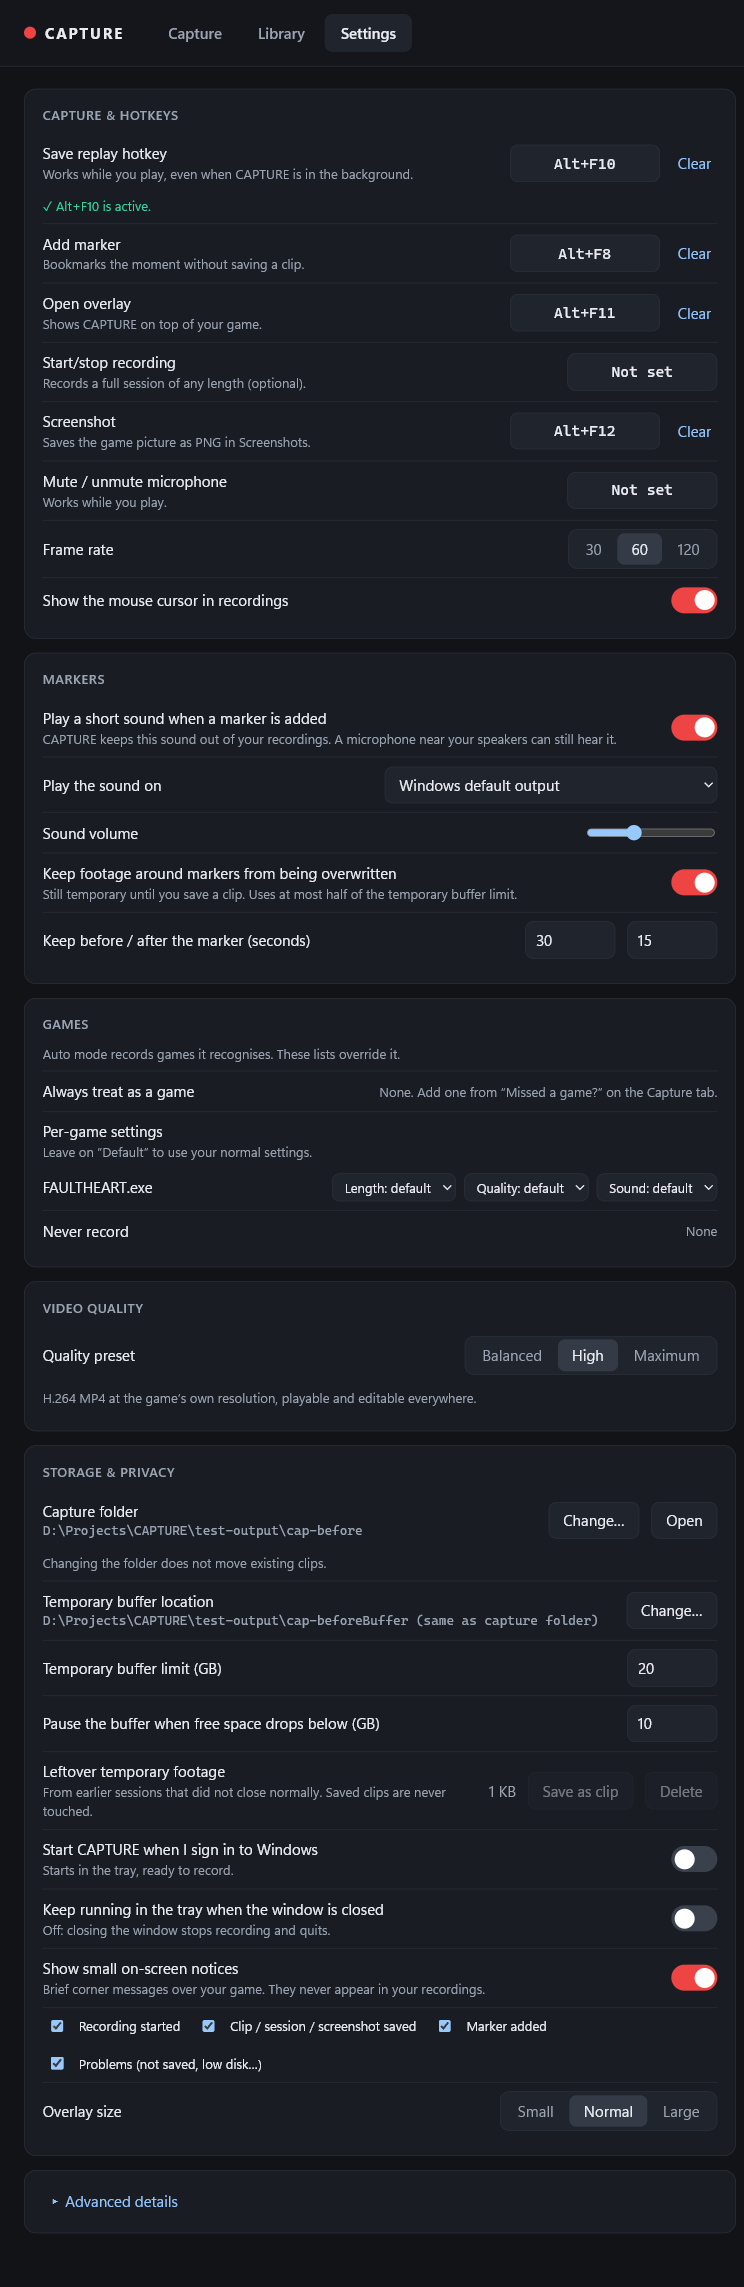 CAPTURE
Capture
Library
Settings
CAPTURE & HOTKEYS
Save replay hotkey
Works while you play, even when CAPTURE is in the background.
Alt+F10
Clear
✓ Alt+F10 is active.
Add marker
Bookmarks the moment without saving a clip.
Alt+F8
Clear
Open overlay
Shows CAPTURE on top of your game.
Alt+F11
Clear
Start/stop recording
Records a full session of any length (optional).
Not set
Screenshot
Saves the game picture as PNG in Screenshots.
Alt+F12
Clear
Mute / unmute microphone
Works while you play.
Not set
Frame rate
30
60
120
Show the mouse cursor in recordings
MARKERS
Play a short sound when a marker is added
CAPTURE keeps this sound out of your recordings. A microphone near your speakers can still hear it.
Play the sound on
Windows default output
Sound volume
Keep footage around markers from being overwritten
Still temporary until you save a clip. Uses at most half of the temporary buffer limit.
Keep before / after the marker (seconds)
30
15
GAMES
Auto mode records games it recognises. These lists override it.
Always treat as a game
None. Add one from “Missed a game?” on the Capture tab.
Per-game settings
Leave on “Default” to use your normal settings.
FAULTHEART.exe
Length: default
Quality: default
Sound: default
Never record
None
VIDEO QUALITY
Quality preset
Balanced
High
Maximum
H.264 MP4 at the game’s own resolution, playable and editable everywhere.
STORAGE & PRIVACY
Capture folder
D:\Projects\CAPTURE\test-output\cap-before
Change...
Open
Changing the folder does not move existing clips.
Temporary buffer location
D:\Projects\CAPTURE\test-output\cap-beforeBuffer (same as capture folder)
Change...
Temporary buffer limit (GB)
20
Pause the buffer when free space drops below (GB)
10
Leftover temporary footage
From earlier sessions that did not close normally. Saved clips are never
touched.
1 KB
Save as clip
Delete
Start CAPTURE when I sign in to Windows
Starts in the tray, ready to record.
Keep running in the tray when the window is closed
Off: closing the window stops recording and quits.
Show small on-screen notices
Brief corner messages over your game. They never appear in your recordings.
Recording started
Clip / session / screenshot saved
Marker added
Problems (not saved, low disk...)
Overlay size
Small
Normal
Large
Advanced details